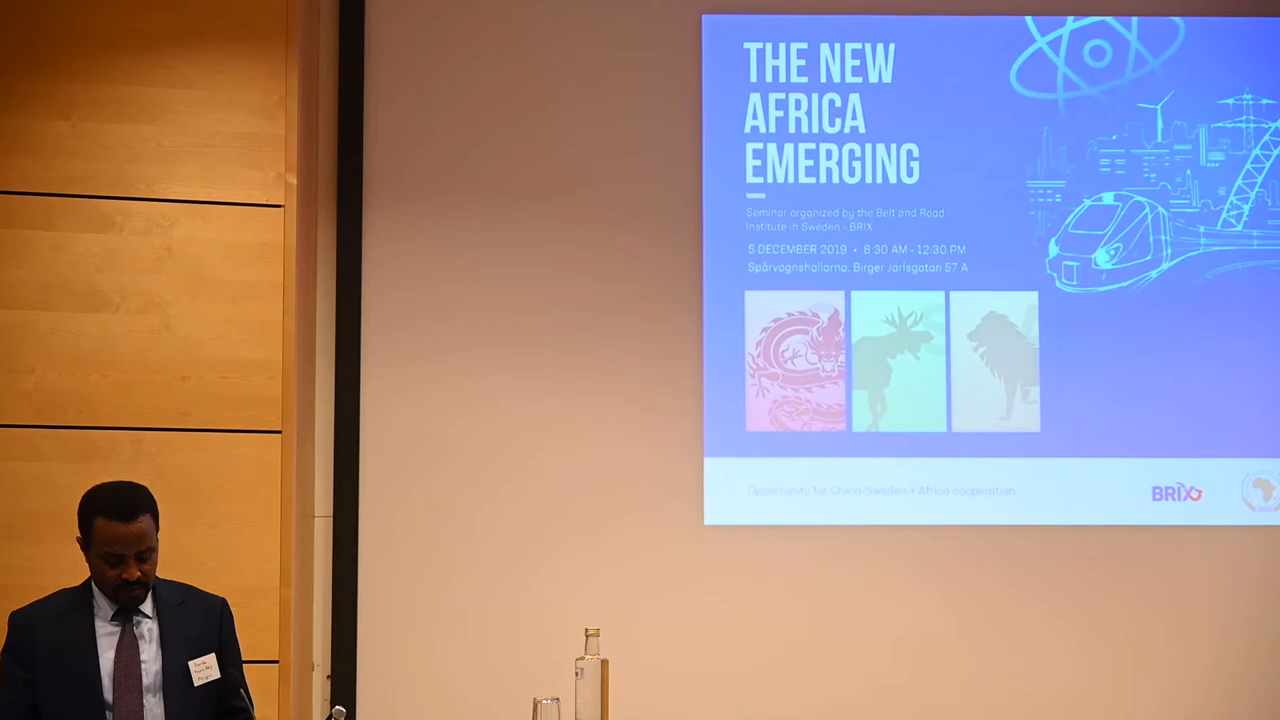 THE NEW
AFRICA
EMERGING
Seminar organized by the Belt and Road
Institute in Sweden - BRIX
5 DECEMBER 2019 • 8:30 AM - 12:30 PM
Spårvagnshallarna. Birger Jarlsgatan 57 A
Opportunity for China-Sweden • Africa cooperation.
BRIX